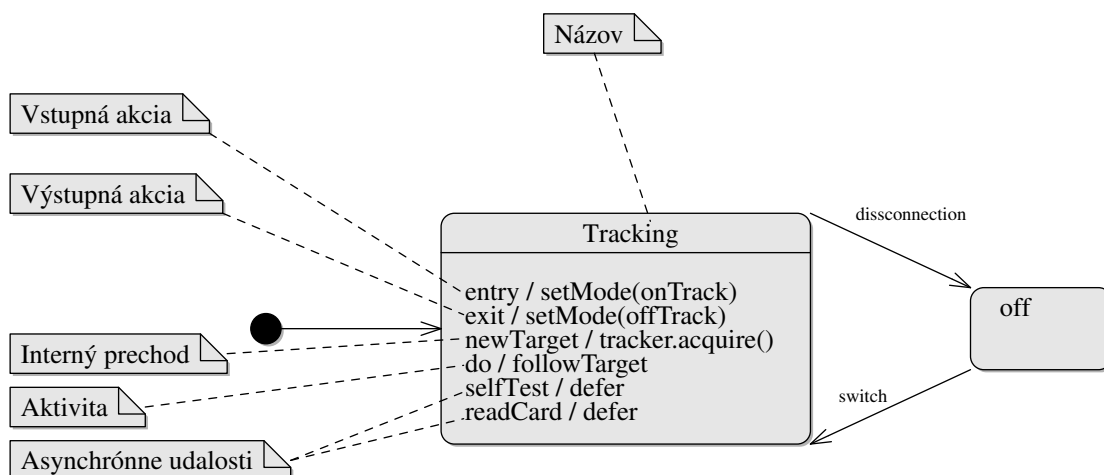 Názov
Vstupná akcia
Výstupná akcia
dissconnection
Tracking
entry / setMode(onTrack)
off
exit / setMode(offTrack)
newTarget / tracker.acquire()
Interný prechod
do / followTarget
selfTest / defer
switch
Aktivita
readCard / defer
Asynchrónne udalosti